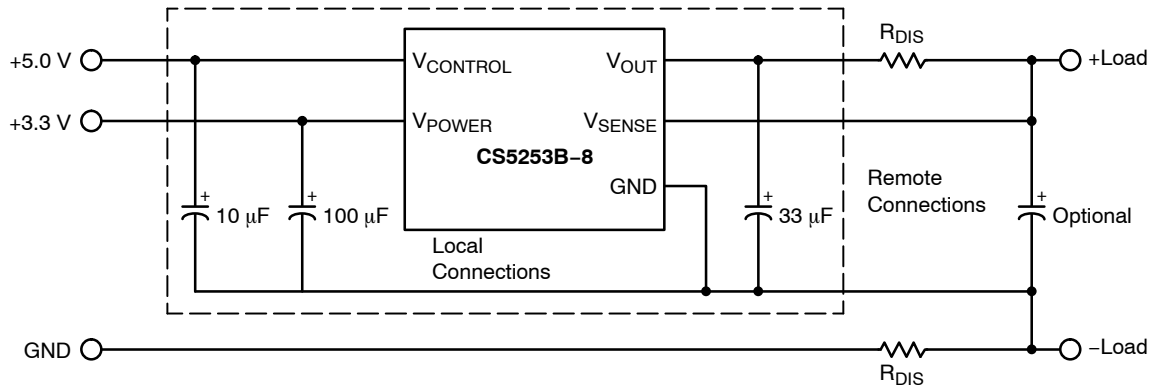 R_DIS
+5.0 V
V_CONTROL
V_OUT
+Load
+3.3 V
V_POWER
V_SENSE
CS5253B−8
GND
Remote
Connections
+
10 μF
+
100 μF
+
33 μF
+
Optional
Local
Connections
GND
−Load
R_DIS